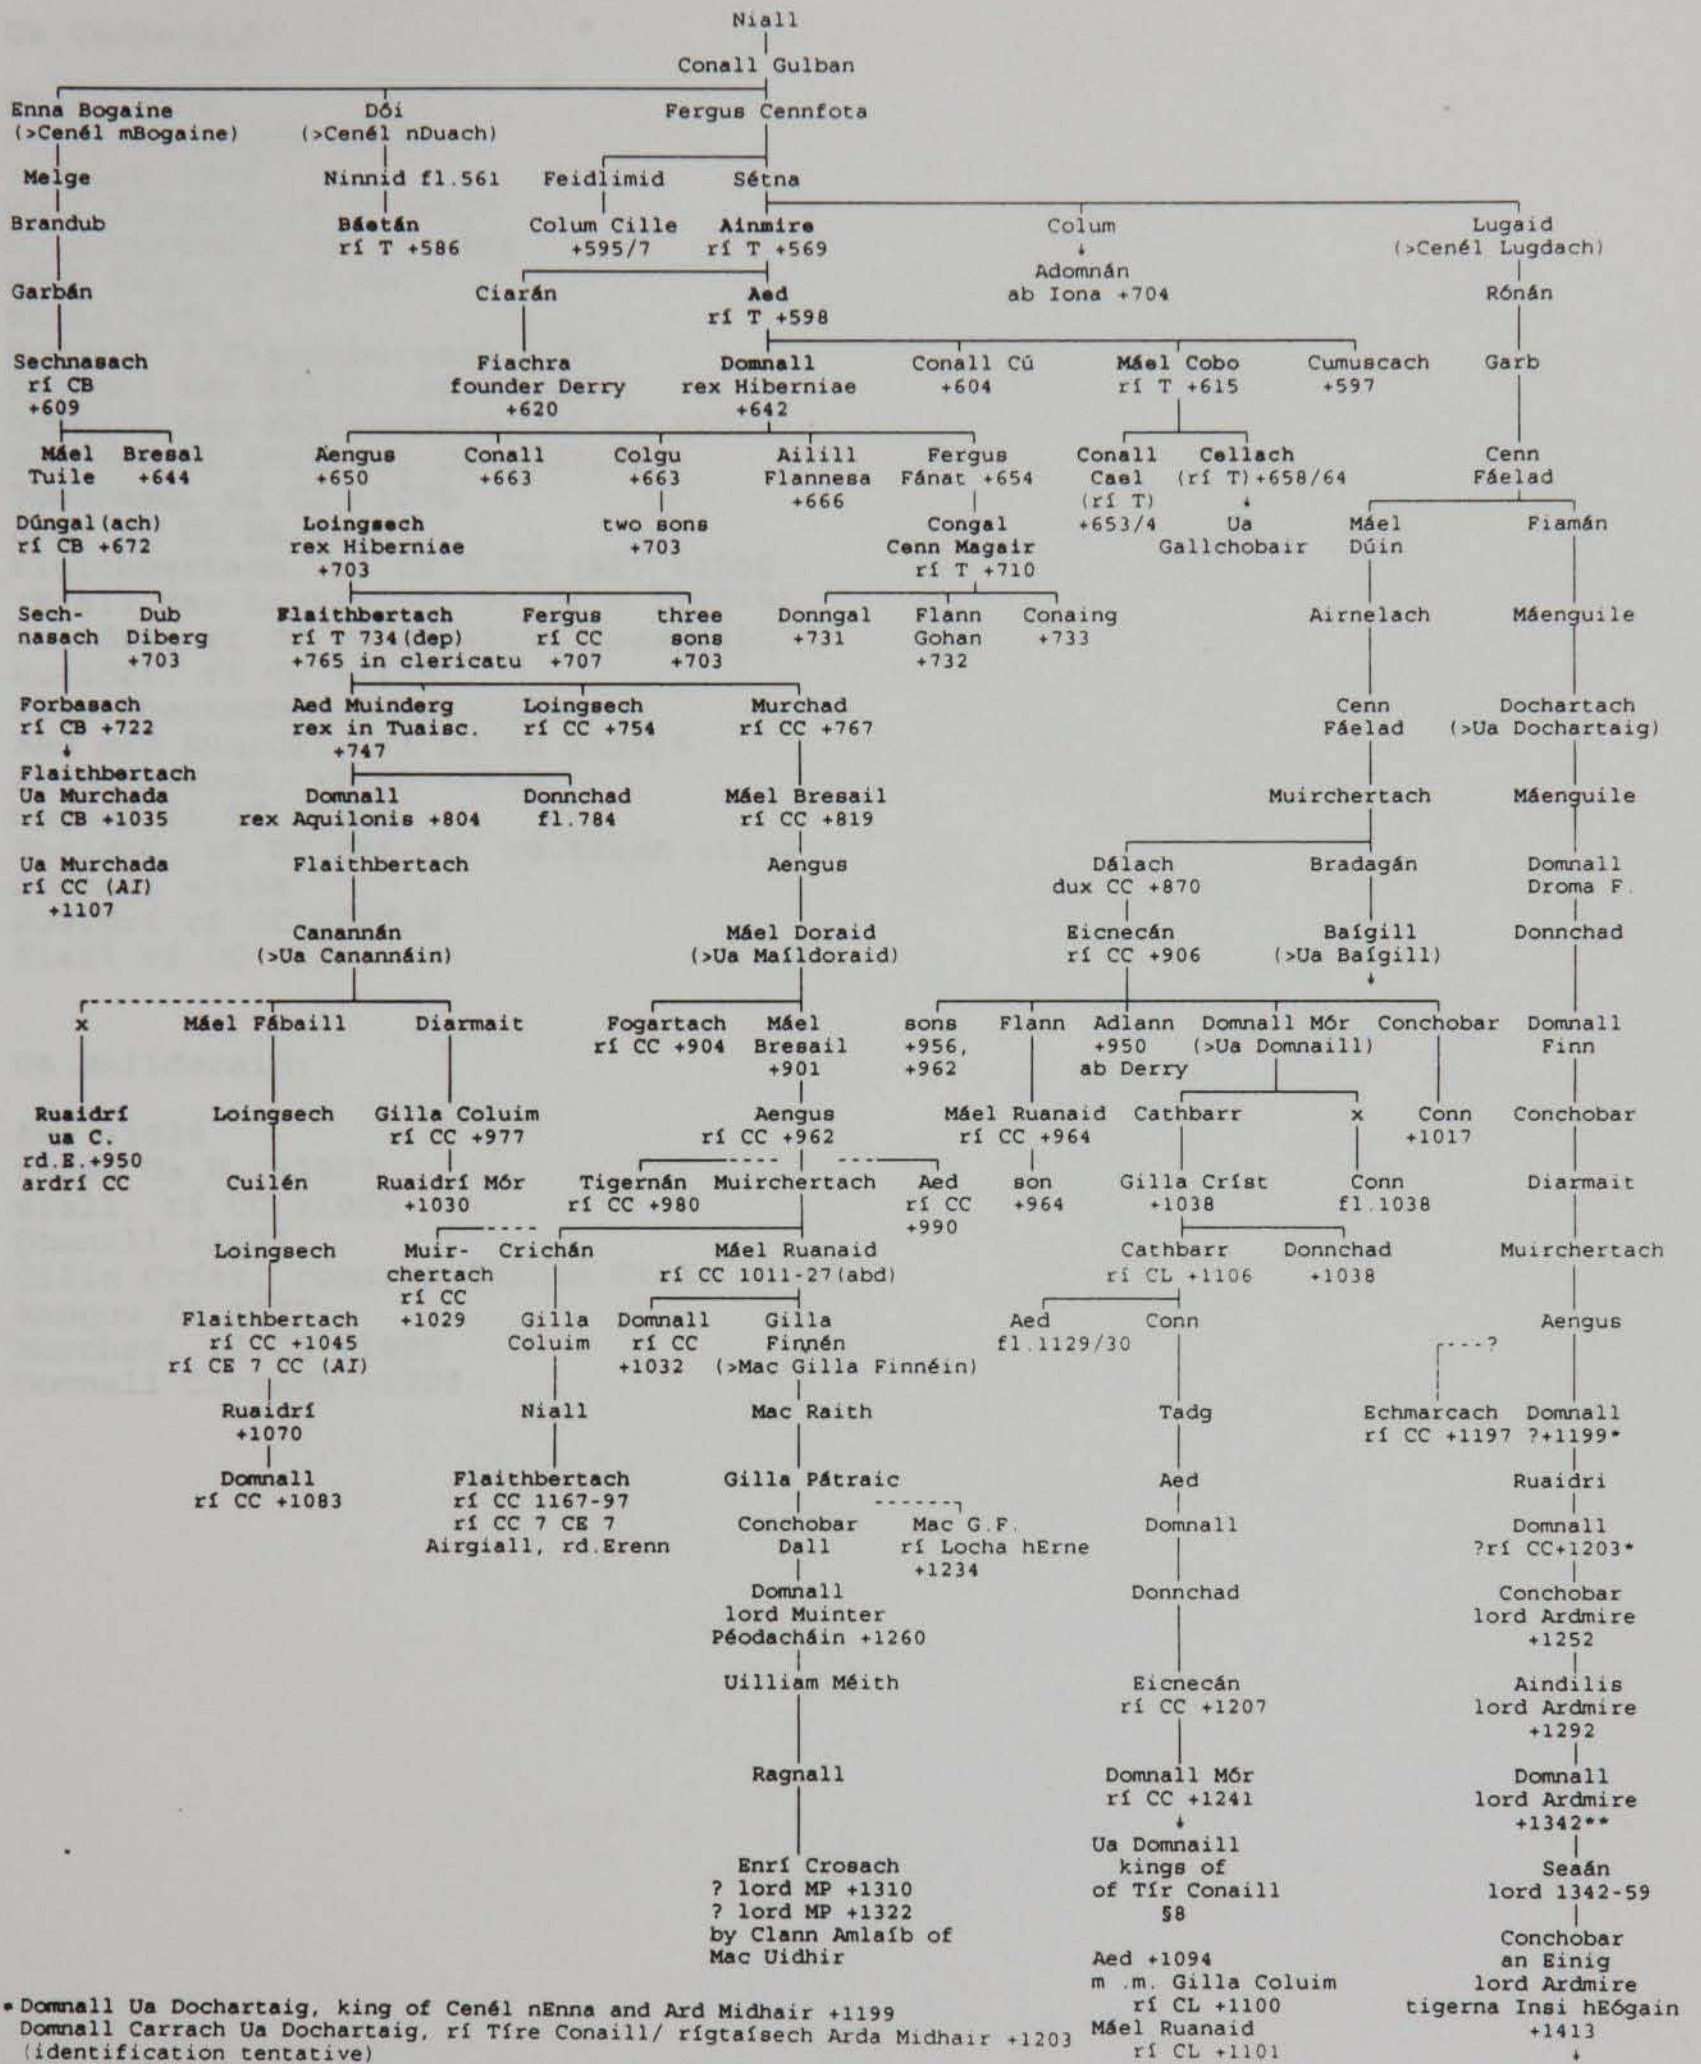 Niall
Conall Gulban
Enna Bogaine Dói Fergus Cennfota
(>Cenél mBogaine) (>Cenél nDuach)
Melge Ninnid fl.561 Feidlimid Sétna
Brandub Báetán Colum Cille Ainmire Colum Lugaid
rí T +586 +595/7 rí T +569 (>Cenél Lugdach)
Adomnán
Garbán Ciarán Aed ab Iona +704 Rónán
rí T +598
Sechnasach Fiachra Domnall Conall Cú Máel Cobo Cumuscach Garb
rí CB founder Derry rex Hiberniae +604 rí T +615 +597
+609 +620 +642
Máel Bresal Aengus Conall Colgu Ailill Fergus Conall Cellach Cenn
Tuile +644 +650 +663 +663 Flannesa Fánat +654 Cael (rí T)+658/64 Fáelad
+666 (rí T)
Dúngal(ach) Loingsech two sons Congal +653/4 Ua Máel Fiamán
rí CB +672 rex Hiberniae +703 Cenn Magair Gallchobair Dúin
+703 rí T +710
Sech- Dub Flaithbertach Fergus three Donngal Flann Conaing Airnelach Máenguile
nasach Diberg rí T 734(dep) rí CC sons +731 Gohan +733
+703 +765 in clericatu +707 +703 +732
Forbasach Aed Muinderg Loingsech Murchad Cenn Dochartach
rí CB +722 rex in Tuaisc. rí CC +754 rí CC +767 Fáelad (>Ua Dochartaig)
+747
Flaithbertach
Ua Murchada Domnall Donnchad Máel Bresail Muirchertach Máenguile
rí CB +1035 rex Aquilonis +804 fl.784 rí CC +819
Ua Murchada Flaithbertach Aengus Dálach Bradagán Domnall
rí CC (AI) dux CC +870 Droma F.
+1107
Canannán Máel Doraid Eicnecán Baígill Donnchad
(>Ua Canannáin) (>Ua Maíldoraid) rí CC +906 (>Ua Baígill)
x Máel Fábaill Diarmait Fogartach Máel sons Flann Adlann Domnall Mór Conchobar Domnall
rí CC +904 Bresail +956, +950 (>Ua Domnaill) Finn
+901 +962 ab Derry
Ruaidrí Loingsech Gilla Coluim Aengus Máel Ruanaid Cathbarr x Conn Conchobar
ua C. rí CC +977 rí CC +962 rí CC +964 +1017
rd.E.+950
ardrí CC Cuilén Ruaidrí Mór Tigernán Muirchertach Aed son Gilla Críst Conn Diarmait
+1030 rí CC +980 rí CC +964 +1038 fl.1038
+990
Loingsech Muir- Crichán Máel Ruanaid Cathbarr Donnchad Muirchertach
chertach rí CC 1011-27(abd) rí CL +1106 +1038
rí CC
Flaithbertach +1029 Gilla Domnall Gilla Aed Conn Aengus
rí CC +1045 Coluim rí CC Finnén fl.1129/30 ?
rí CE 7 CC (AI) +1032 (>Mac Gilla Finnéin)
Ruaidrí Niall Mac Raith Tadg Echmarcach Domnall
+1070 rí CC +1197 ?+1199*
Domnall Flaithbertach Gilla Pátraic Aed Ruaidri
rí CC +1083 rí CC 1167-97
rí CC 7 CE 7 Conchobar Mac G.F. Domnall Domnall
Airgiall, rd.Erenn Dall rí Locha hErne ?rí CC+1203*
+1234
Domnall Donnchad Conchobar
lord Muinter lord Ardmire
Péodacháin +1260 +1252
Uilliam Méith Eicnecán Aindilis
rí CC +1207 lord Ardmire
+1292
Ragnall Domnall Mór Domnall
rí CC +1241 lord Ardmire
+1342**
Ua Domnaill
Enrí Crosach kings of Seaán
? lord MP +1310 of Tír Conaill lord 1342-59
? lord MP +1322 §8
by Clann Amlaíb of Conchobar
Mac Uidhir Aed +1094 an Einig
m .m. Gilla Coluim lord Ardmire
rí CL +1100 tigerna Insi hEógain
Máel Ruanaid +1413
rí CL +1101
*Domnall Ua Dochartaig, king of Cenél nEnna and Ard Midhair +1199
Domnall Carrach Ua Dochartaig, rí Tíre Conaill/ rígtaísech Arda Midhair +1203
(identification tentative)